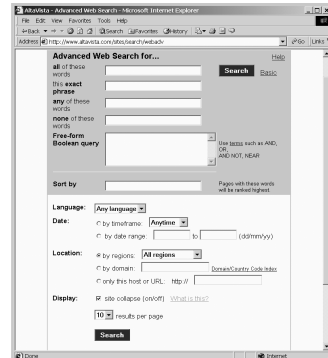 AltaVista - Advanced Web Search - Microsoft Internet Explorer
File Edit View Favorites Tools Help
Back Search Favorites History
Address http://www.altavista.com/sites/search/webadv Go Links
Advanced Web Search for... Help
all of these words Search Basic
this exact phrase
any of these words
none of these words
Free-form Boolean query
Use terms such as AND, OR, AND NOT, NEAR
Sort by
Pages with these words will be ranked highest.
Language: Any language
Date: by timeframe: Anytime
by date range: to (dd/mm/yy)
Location: by regions: All regions
by domain: Domain/Country Code Index
only this host or URL: http://
Display: site collapse (on/off) What is this?
10 results per page
Search
Done Internet